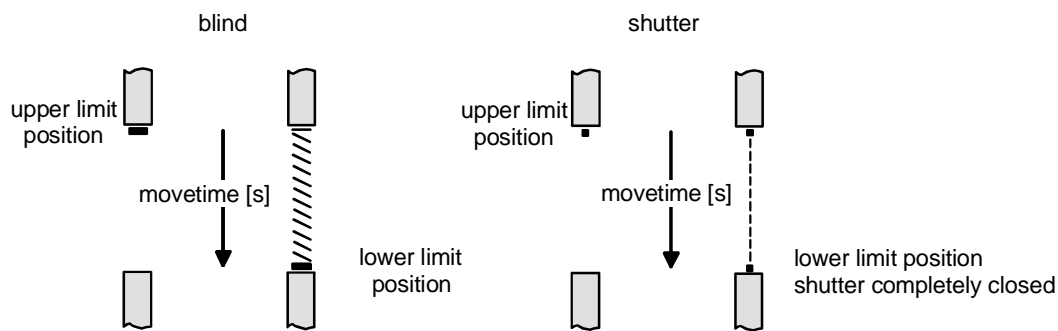 blind
upper limit
position
movetime [s]
lower limit
position
shutter
upper limit
position
movetime [s]
lower limit position
shutter completely closed